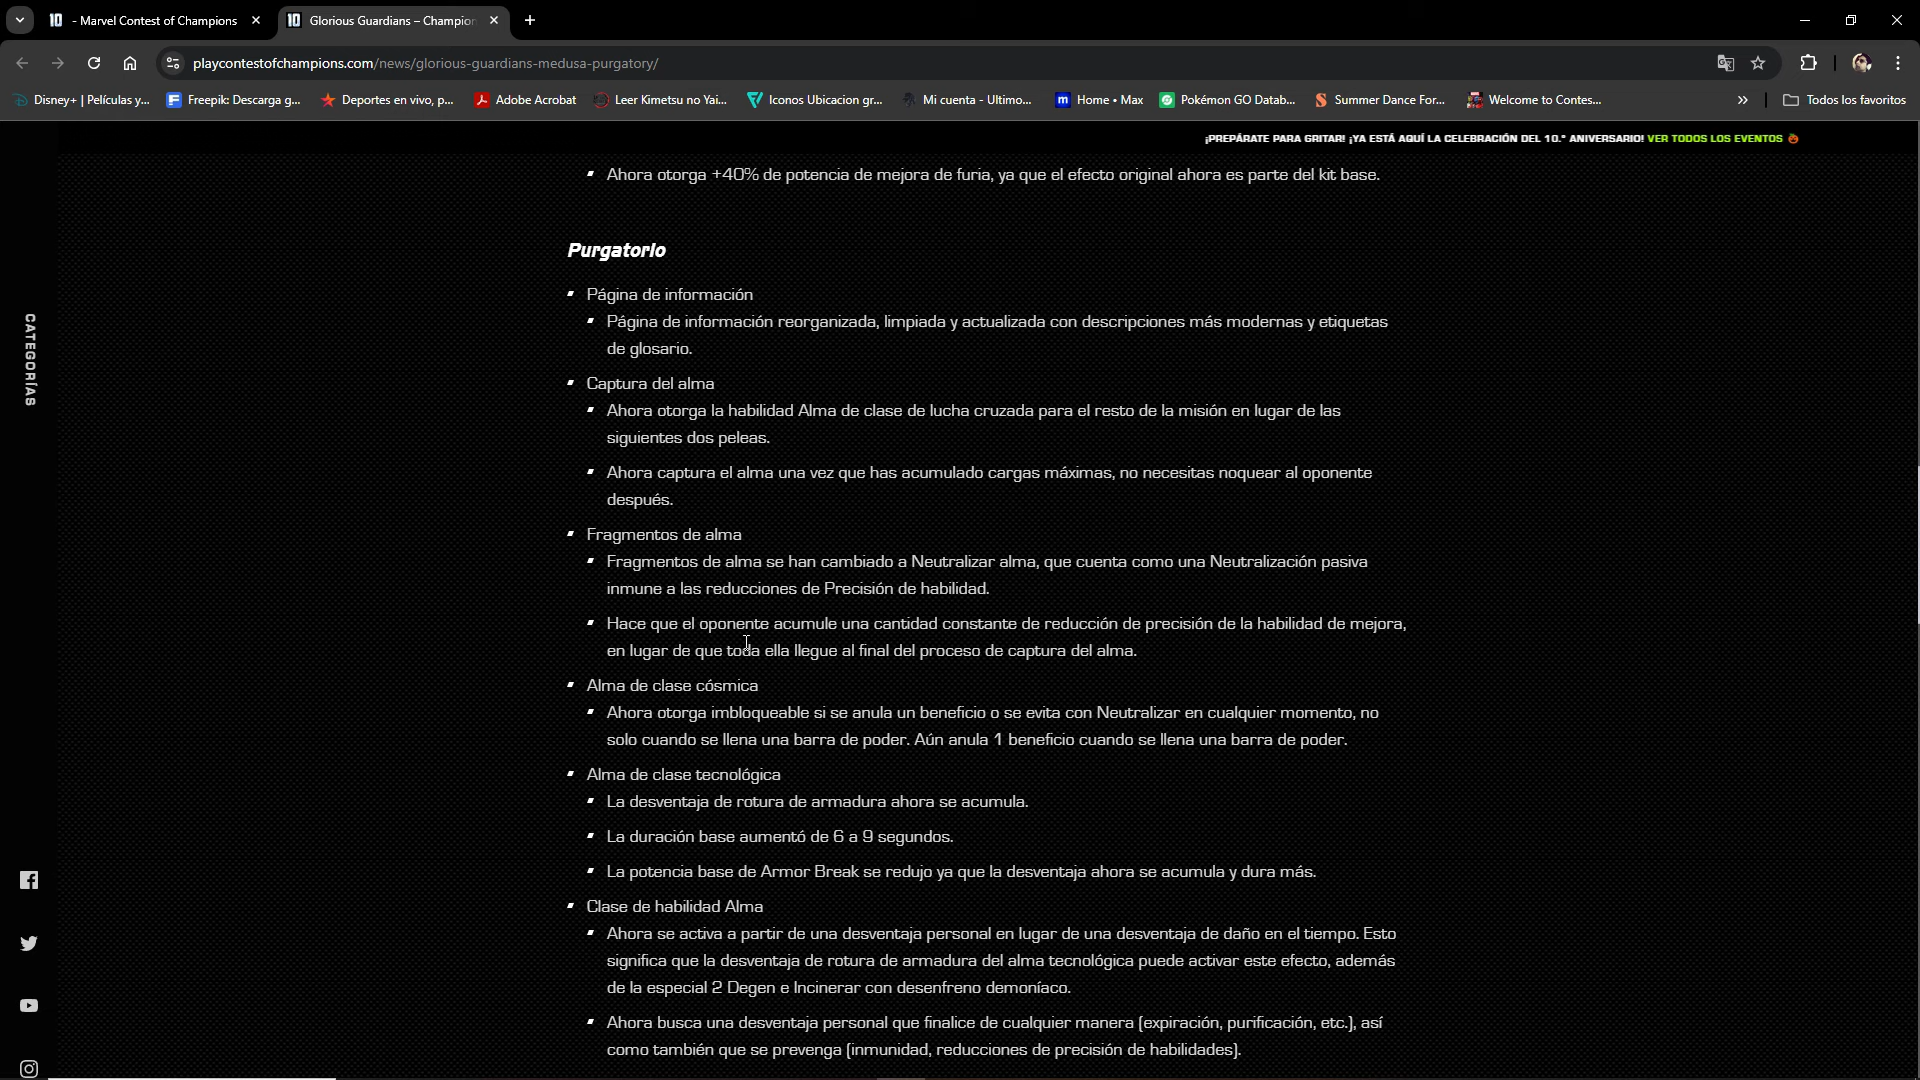 - Marvel Contest of Champions
Glorious Guardians – Champion
playcontestofchampions.com/news/glorious-guardians-medusa-purgatory/
Disney+ | Películas y...
Freepik: Descarga g...
Deportes en vivo, p...
Adobe Acrobat
Leer Kimetsu no Yai...
Iconos Ubicacion gr...
Mi cuenta - Ultimo...
Home • Max
Pokémon GO Datab...
Summer Dance For...
Welcome to Contes...
Todos los favoritos
¡PREPÁRATE PARA GRITAR! ¡YA ESTÁ AQUÍ LA CELEBRACIÓN DEL 10.° ANIVERSARIO! VER TODOS LOS EVENTOS
CATEGORÍAS
Ahora otorga +40% de potencia de mejora de furia, ya que el efecto original ahora es parte del kit base.
Purgatorio
Página de información
Página de información reorganizada, limpiada y actualizada con descripciones más modernas y etiquetas
de glosario.
Captura del alma
Ahora otorga la habilidad Alma de clase de lucha cruzada para el resto de la misión en lugar de las
siguientes dos peleas.
Ahora captura el alma una vez que has acumulado cargas máximas, no necesitas noquear al oponente
después.
Fragmentos de alma
Fragmentos de alma se han cambiado a Neutralizar alma, que cuenta como una Neutralización pasiva
inmune a las reducciones de Precisión de habilidad.
Hace que el oponente acumule una cantidad constante de reducción de precisión de la habilidad de mejora,
en lugar de que toda ella llegue al final del proceso de captura del alma.
Alma de clase cósmica
Ahora otorga imbloqueable si se anula un beneficio o se evita con Neutralizar en cualquier momento, no
solo cuando se llena una barra de poder. Aún anula 1 beneficio cuando se llena una barra de poder.
Alma de clase tecnológica
La desventaja de rotura de armadura ahora se acumula.
La duración base aumentó de 6 a 9 segundos.
La potencia base de Armor Break se redujo ya que la desventaja ahora se acumula y dura más.
Clase de habilidad Alma
Ahora se activa a partir de una desventaja personal en lugar de una desventaja de daño en el tiempo. Esto
significa que la desventaja de rotura de armadura del alma tecnológica puede activar este efecto, además
de la especial 2 Degen e Incinerar con desenfreno demoníaco.
Ahora busca una desventaja personal que finalice de cualquier manera (expiración, purificación, etc.), así
como también que se prevenga (inmunidad, reducciones de precisión de habilidades).